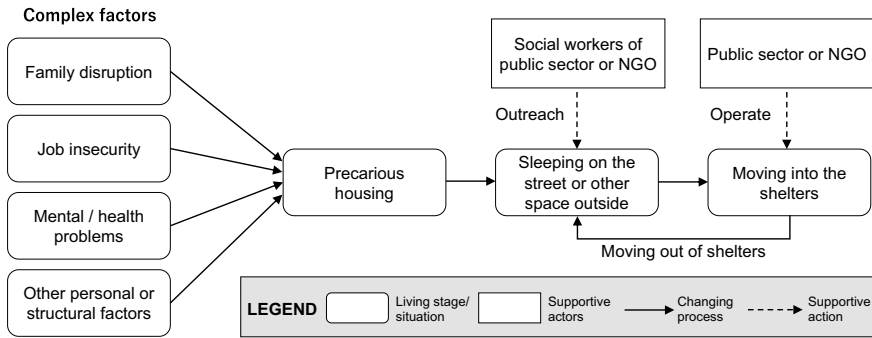 Complex factors
Family disruption
Job insecurity
Mental / health
problems
Other personal or
structural factors
Precarious
housing
Social workers of
public sector or NGO
Outreach
Sleeping on the
street or other
space outside
Public sector or NGO
Operate
Moving into the
shelters
Moving out of shelters
LEGEND
Living stage/
situation
Supportive
actors
Changing
process
Supportive
action